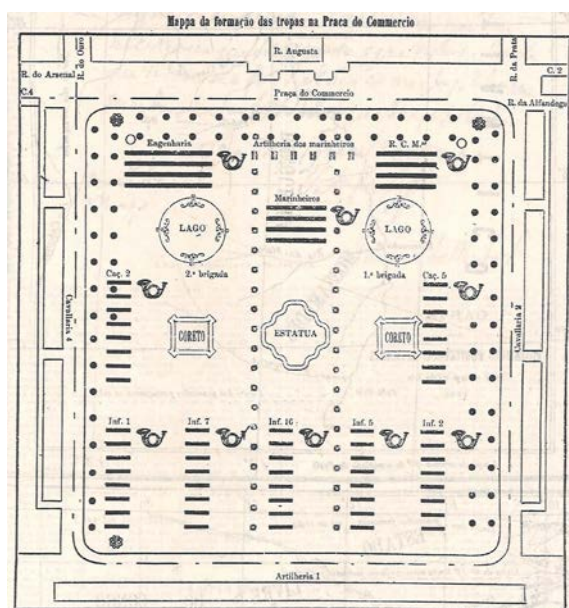 Mappa da formação das tropas na Praça do Commercio
R. Augusta
R. do Arsenal
R. do Ouro
R. da Prata
C. 2
C. 4
Praça do Commercio
R. da Alfandega
Engenharia
Artilheria dos marinheiros
R. C. M.
Marinheiros
LAGO
LAGO
2.ª brigada
1.ª brigada
Caç. 2
Caç. 5
Cavallaria 4
Cavallaria 2
CORETO
ESTATUA
CORETO
Inf. 1
Inf. 7
Inf. 16
Inf. 5
Inf. 2
Artilheria 1